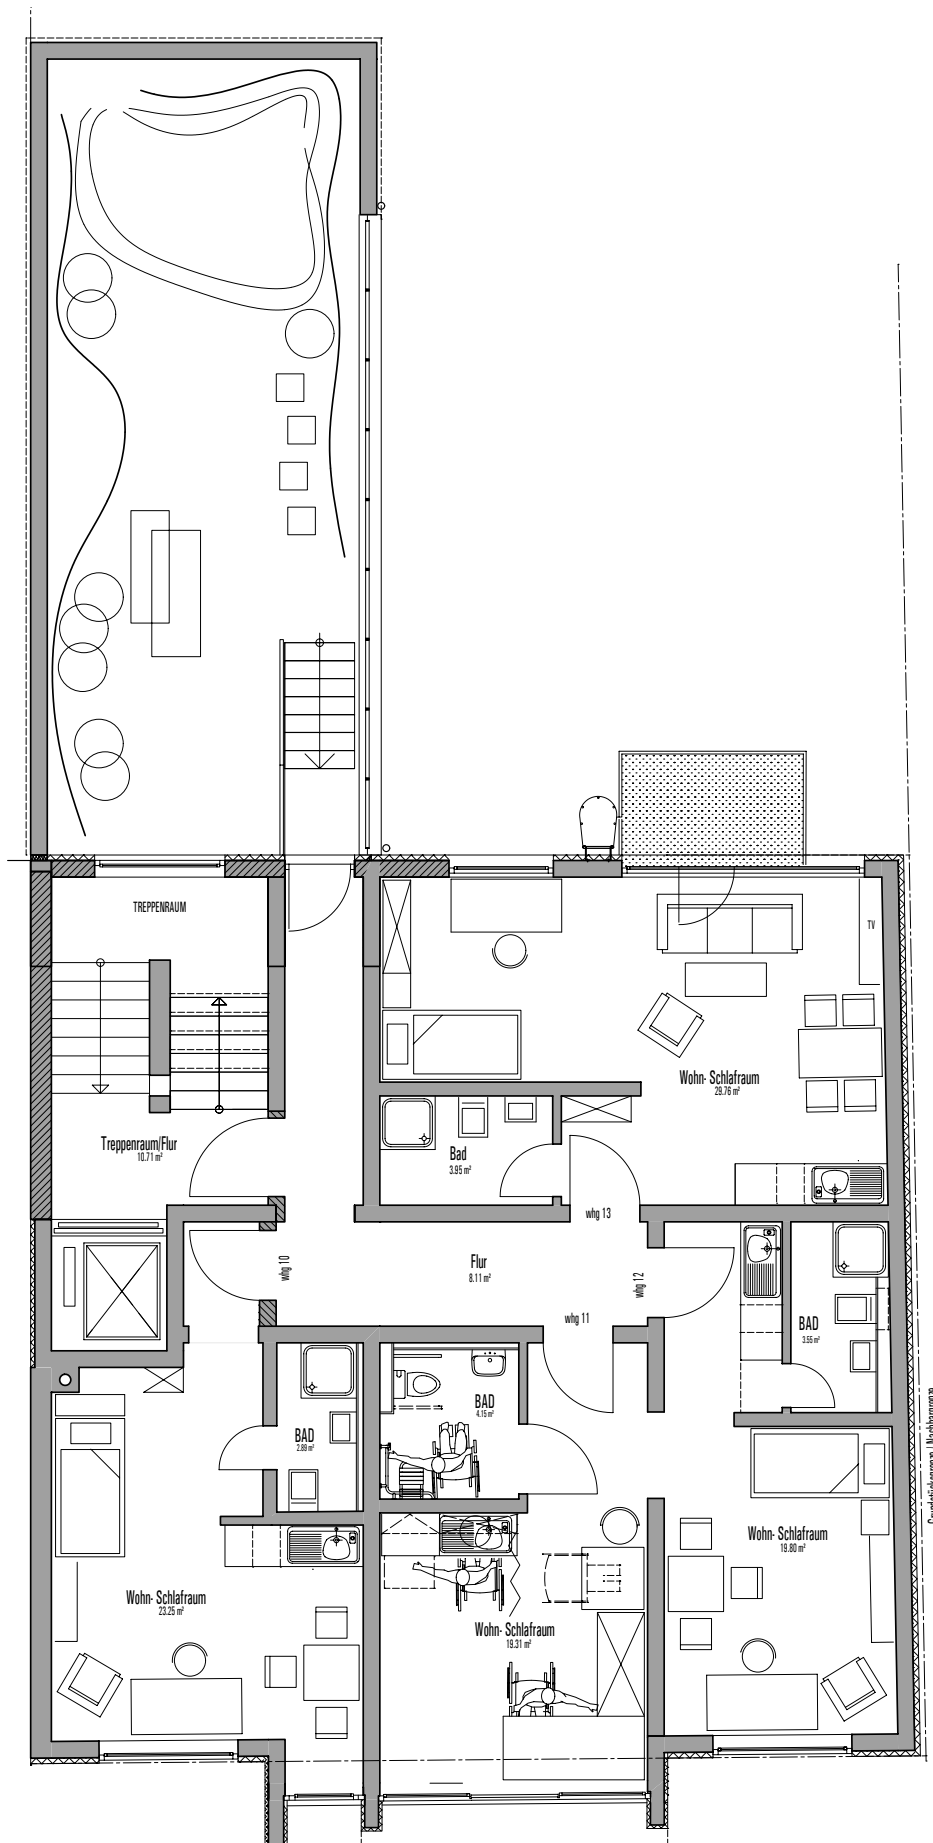 TREPPENRAUM
TV
Wohn- Schlafraum
29.76 m²
Treppenraum/Flur
10.71 m²
Bad
3.95 m²
whg 13
Flur
8.11 m²
whg 10
whg 12
whg 11
BAD
3.55 m²
BAD
4.15 m²
BAD
2.89 m²
Wohn- Schlafraum
19.80 m²
Wohn- Schlafraum
23.25 m²
Wohn- Schlafraum
19.31 m²